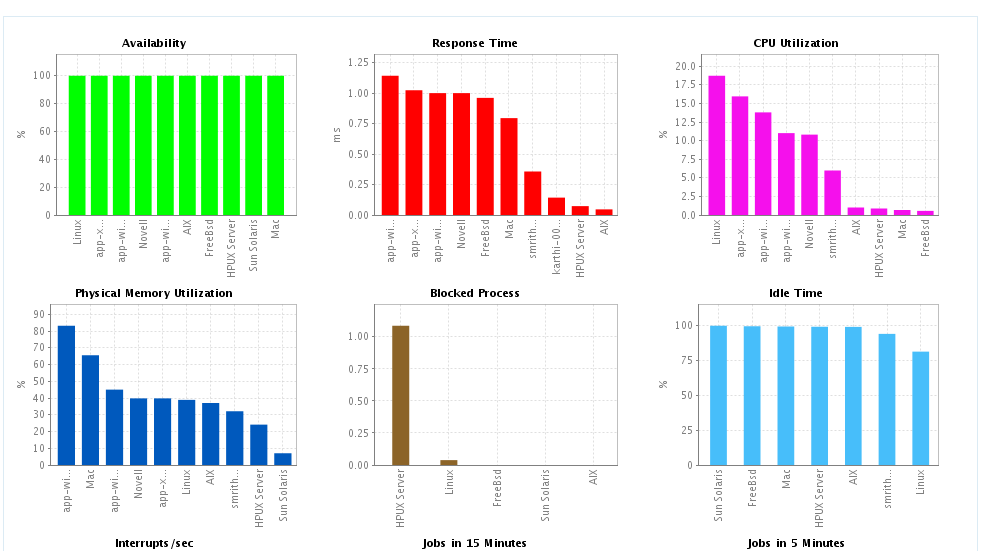 Availability
100
80
60
40
20
0
%
Linux
app-x...
app-wi...
Novell
app-wi...
AIX
FreeBsd
HPUX Server
Sun Solaris
Mac
Response Time
1.25
1.00
0.75
0.50
0.25
0.00
ms
app-wi...
app-x...
app-wi...
Novell
FreeBsd
Mac
smrith...
karthi-00...
HPUX Server
AIX
CPU Utilization
20.0
17.5
15.0
12.5
10.0
7.5
5.0
2.5
0.0
%
Linux
app-x...
app-wi...
app-wi...
Novell
smrith...
AIX
HPUX Server
Mac
FreeBsd
Physical Memory Utilization
90
80
70
60
50
40
30
20
10
0
%
app-wi...
Mac
app-wi...
Novell
app-x...
Linux
AIX
smrith...
HPUX Server
Sun Solaris
Blocked Process
1.00
0.75
0.50
0.25
0.00
HPUX Server
Linux
FreeBsd
Sun Solaris
AIX
Idle Time
100
75
50
25
0
%
Sun Solaris
FreeBsd
Mac
HPUX Server
AIX
smrith...
Linux
Interrupts/sec
Jobs in 15 Minutes
Jobs in 5 Minutes